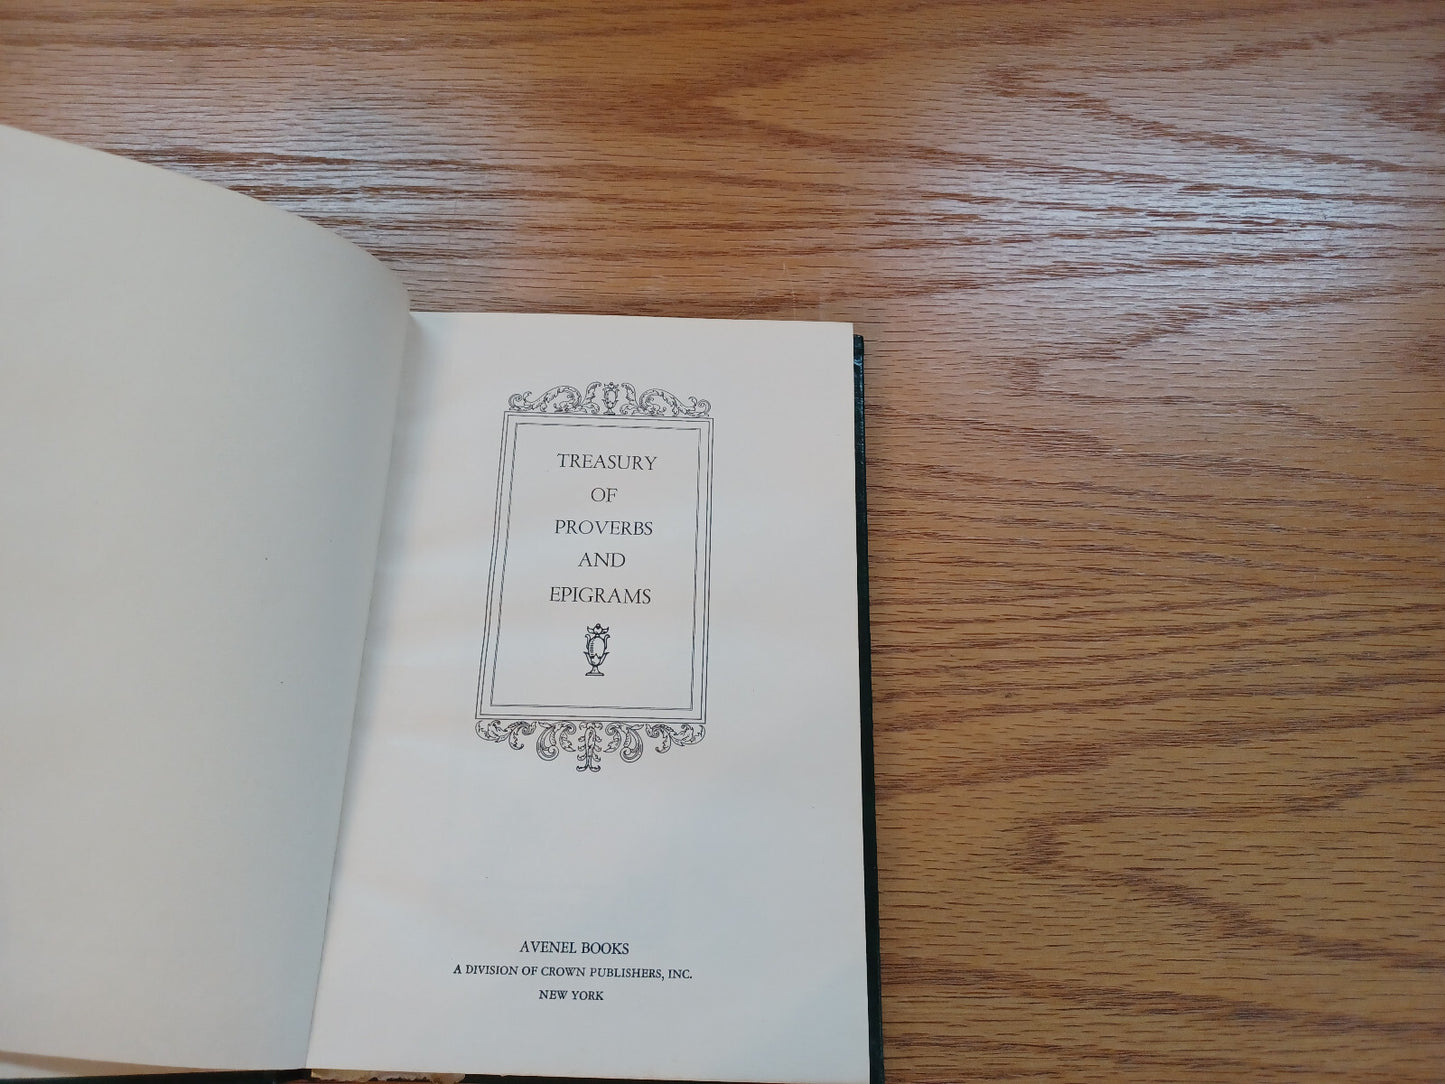 TREASURY
OF
PROVERBS
AND
EPIGRAMS
AVENEL BOOKS
A DIVISION OF CROWN PUBLISHERS, INC.
NEW YORK